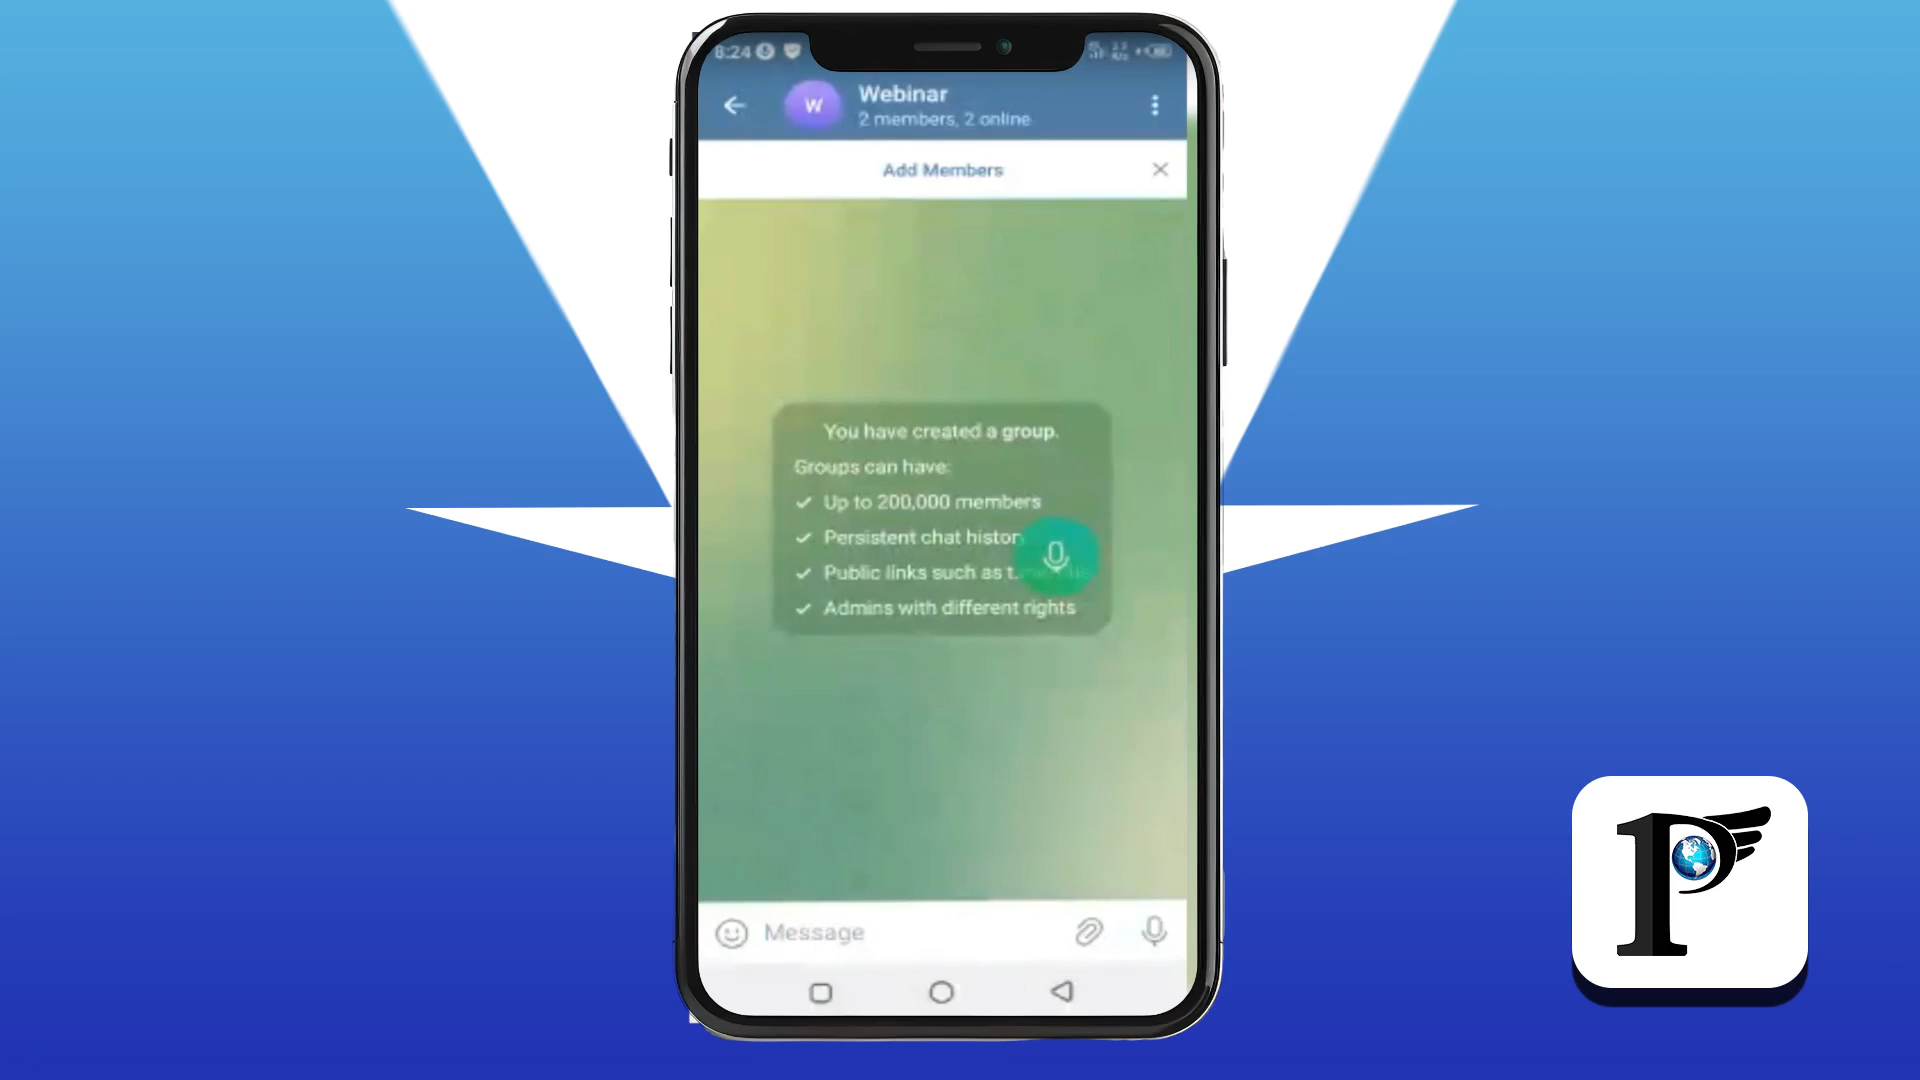 8:24
W
Webinar
2 members, 2 online
Add Members
You have created a group.
Groups can have:
Up to 200,000 members
Persistent chat histor
Public links such as t.
Admins with different rights
Message
P